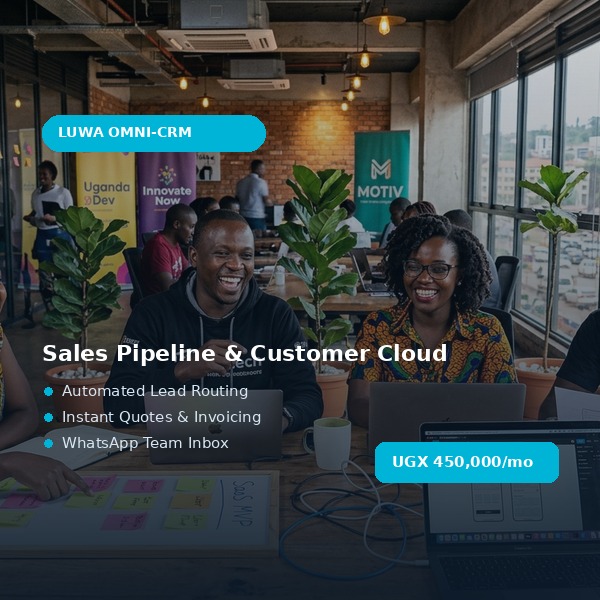 LUWA OMNI-CRM
Uganda
Dev
Innovate
Now
MOTIV
Sales Pipeline & Customer Cloud
Automated Lead Routing
Instant Quotes & Invoicing
WhatsApp Team Inbox
UGX 450,000/mo
SaaS MVP